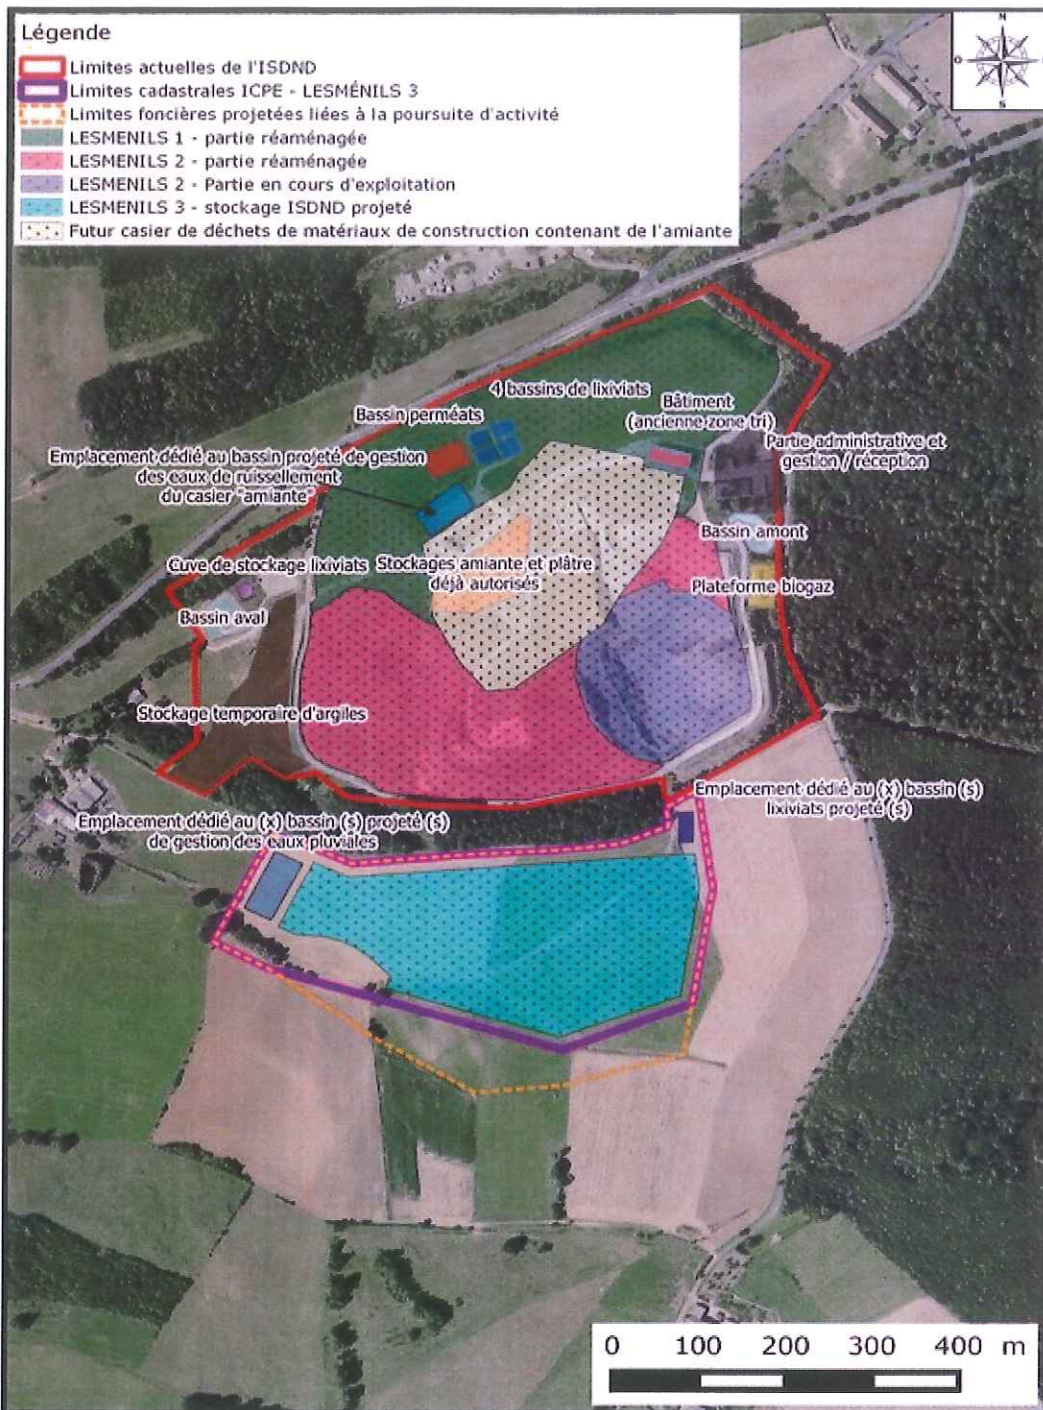 Légende
Limites actuelles de l'ISDND
Limites cadastrales ICPE - LESMÉNILS 3
Limites foncières projetées liées à la poursuite d'activité
LESMENILS 1 - partie réaménagée
LESMENILS 2 - partie réaménagée
LESMENILS 2 - Partie en cours d'exploitation
LESMENILS 3 - stockage ISDND projeté
Futur casier de déchets de matériaux de construction contenant de l'amiante
N
O
S
4 bassins de lixiviats
Bâtiment
(ancienne zone tri)
Bassin perméats
Partie administrative et
gestion / réception
Emplacement dédié au bassin projeté de gestion
des eaux de ruissellement
du casier "amiante"
Bassin amont
Cuve de stockage lixiviats
Stockages amiante et plâtre
déjà autorisés
Plateforme biogaz
Bassin aval
Stockage temporaire d'argiles
Emplacement dédié au (x) bassin (s)
lixiviats projeté (s)
Emplacement dédié au (x) bassin (s) projeté (s)
de gestion des eaux pluviales
0 100 200 300 400 m